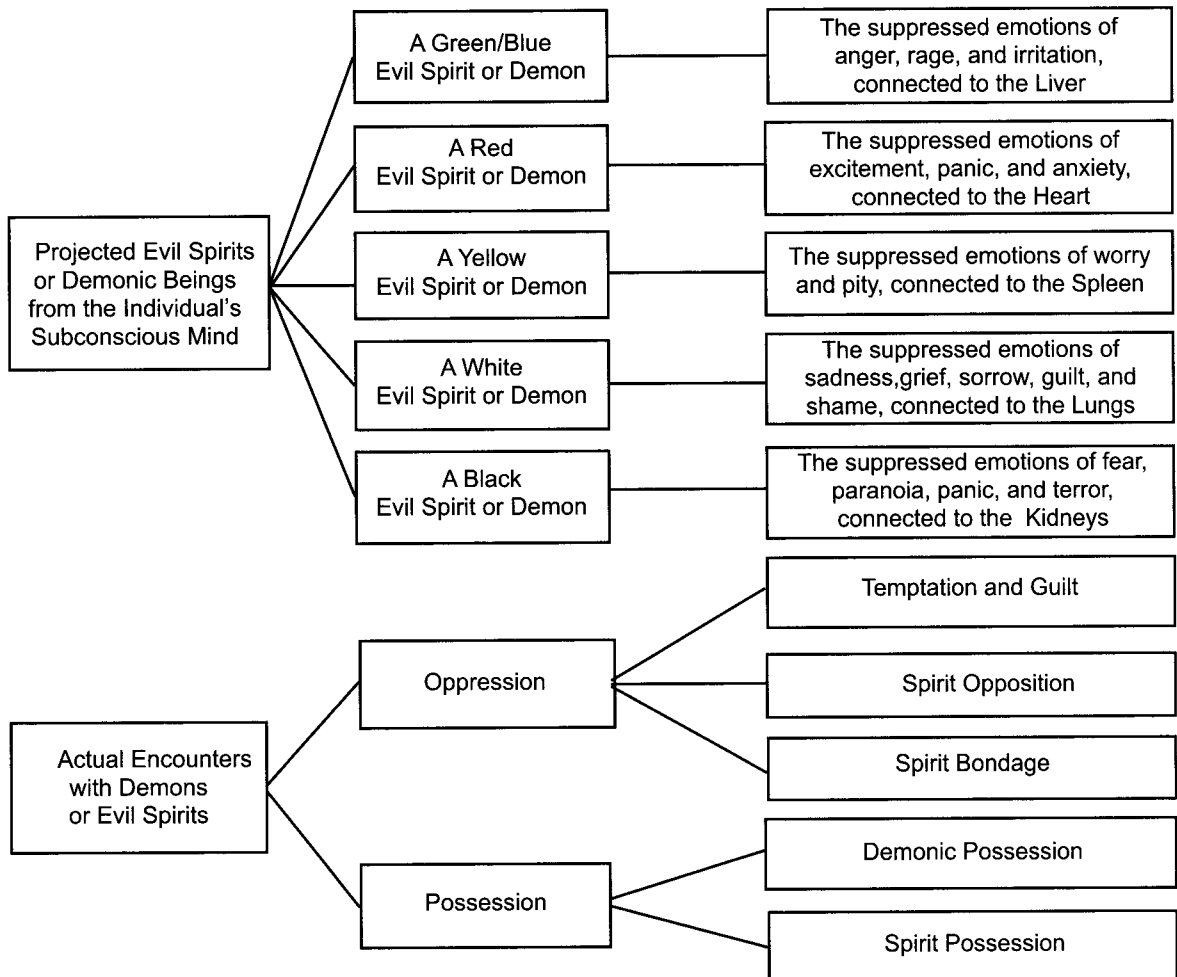 A Green/Blue
Evil Spirit or Demon
The suppressed emotions of
anger, rage, and irritation,
connected to the Liver
A Red
Evil Spirit or Demon
The suppressed emotions of
excitement, panic, and anxiety,
connected to the Heart
Projected Evil Spirits
or Demonic Beings
from the Individual's
Subconscious Mind
A Yellow
Evil Spirit or Demon
The suppressed emotions of worry
and pity, connected to the Spleen
A White
Evil Spirit or Demon
The suppressed emotions of
sadness,grief, sorrow, guilt, and
shame, connected to the Lungs
A Black
Evil Spirit or Demon
The suppressed emotions of fear,
paranoia, panic, and terror,
connected to the Kidneys
Actual Encounters
with Demons
or Evil Spirits
Oppression
Temptation and Guilt
Spirit Opposition
Spirit Bondage
Possession
Demonic Possession
Spirit Possession